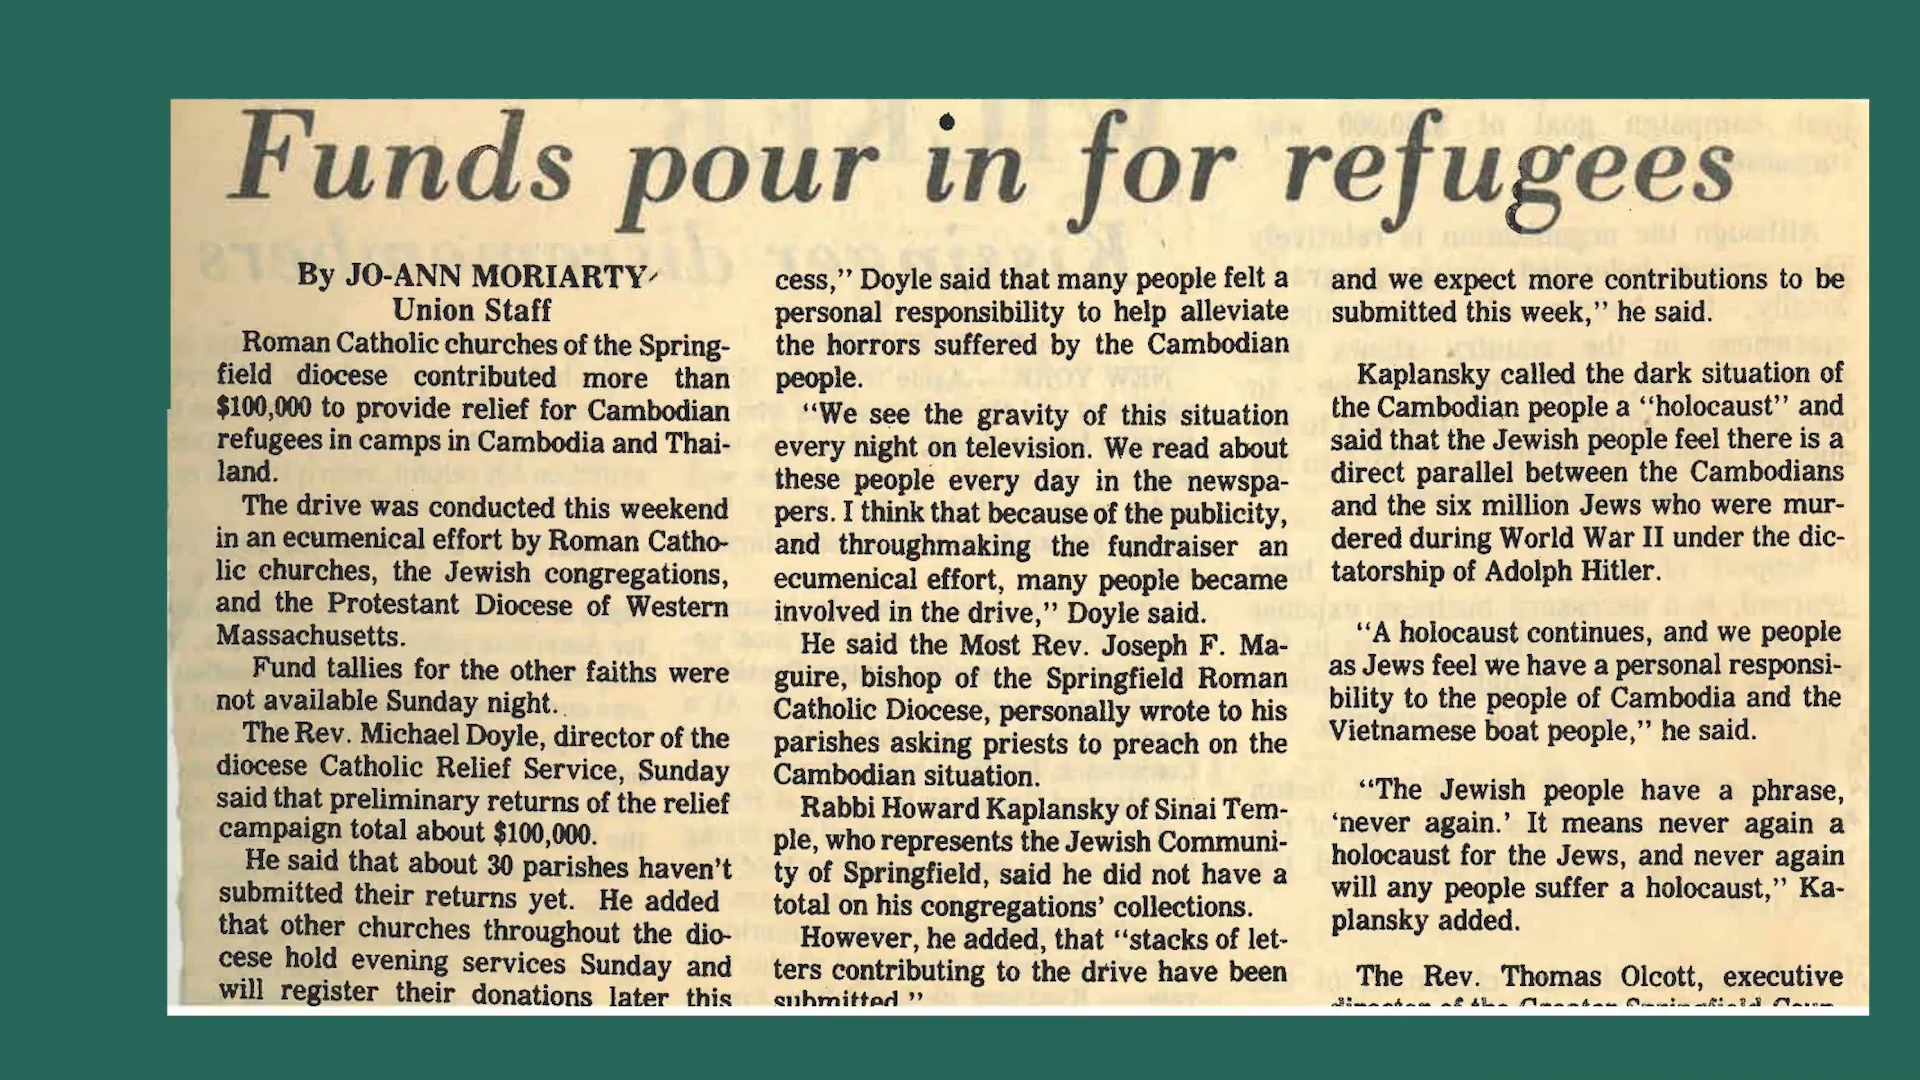 Funds pour in for refugees
By JO-ANN MORIARTY
Union Staff
Roman Catholic churches of the Spring-
field diocese contributed more than
$100,000 to provide relief for Cambodian
refugees in camps in Cambodia and Thai-
land.
The drive was conducted this weekend
in an ecumenical effort by Roman Catho-
lic churches, the Jewish congregations,
and the Protestant Diocese of Western
Massachusetts.
Fund tallies for the other faiths were
not available Sunday night.
The Rev. Michael Doyle, director of the
diocese Catholic Relief Service, Sunday
said that preliminary returns of the relief
campaign total about $100,000.
He said that about 30 parishes haven't
submitted their returns yet. He added
that other churches throughout the dio-
cese hold evening services Sunday and
will register their donations later this
cess," Doyle said that many people felt a
personal responsibility to help alleviate
the horrors suffered by the Cambodian
people.
"We see the gravity of this situation
every night on television. We read about
these people every day in the newspa-
pers. I think that because of the publicity,
and throughmaking the fundraiser an
ecumenical effort, many people became
involved in the drive," Doyle said.
He said the Most Rev. Joseph F. Ma-
guire, bishop of the Springfield Roman
Catholic Diocese, personally wrote to his
parishes asking priests to preach on the
Cambodian situation.
Rabbi Howard Kaplansky of Sinai Tem-
ple, who represents the Jewish Communi-
ty of Springfield, said he did not have a
total on his congregations' collections.
However, he added, that "stacks of let-
ters contributing to the drive have been
submitted."
and we expect more contributions to be
submitted this week," he said.
Kaplansky called the dark situation of
the Cambodian people a "holocaust" and
said that the Jewish people feel there is a
direct parallel between the Cambodians
and the six million Jews who were mur-
dered during World War II under the dic-
tatorship of Adolph Hitler.
"A holocaust continues, and we people
as Jews feel we have a personal responsi-
bility to the people of Cambodia and the
Vietnamese boat people," he said.
"The Jewish people have a phrase,
'never again.' It means never again a
holocaust for the Jews, and never again
will any people suffer a holocaust," Ka-
plansky added.
The Rev. Thomas Olcott, executive
director of the Greater Springfield Coun-